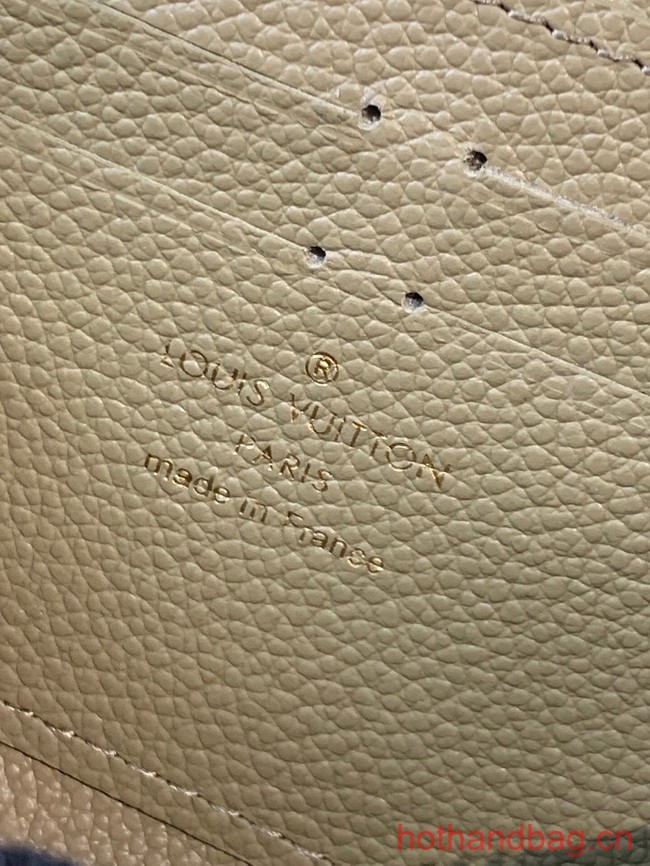 ®
LOUIS VUITTON
PARIS
made in France
hothandbag.cn